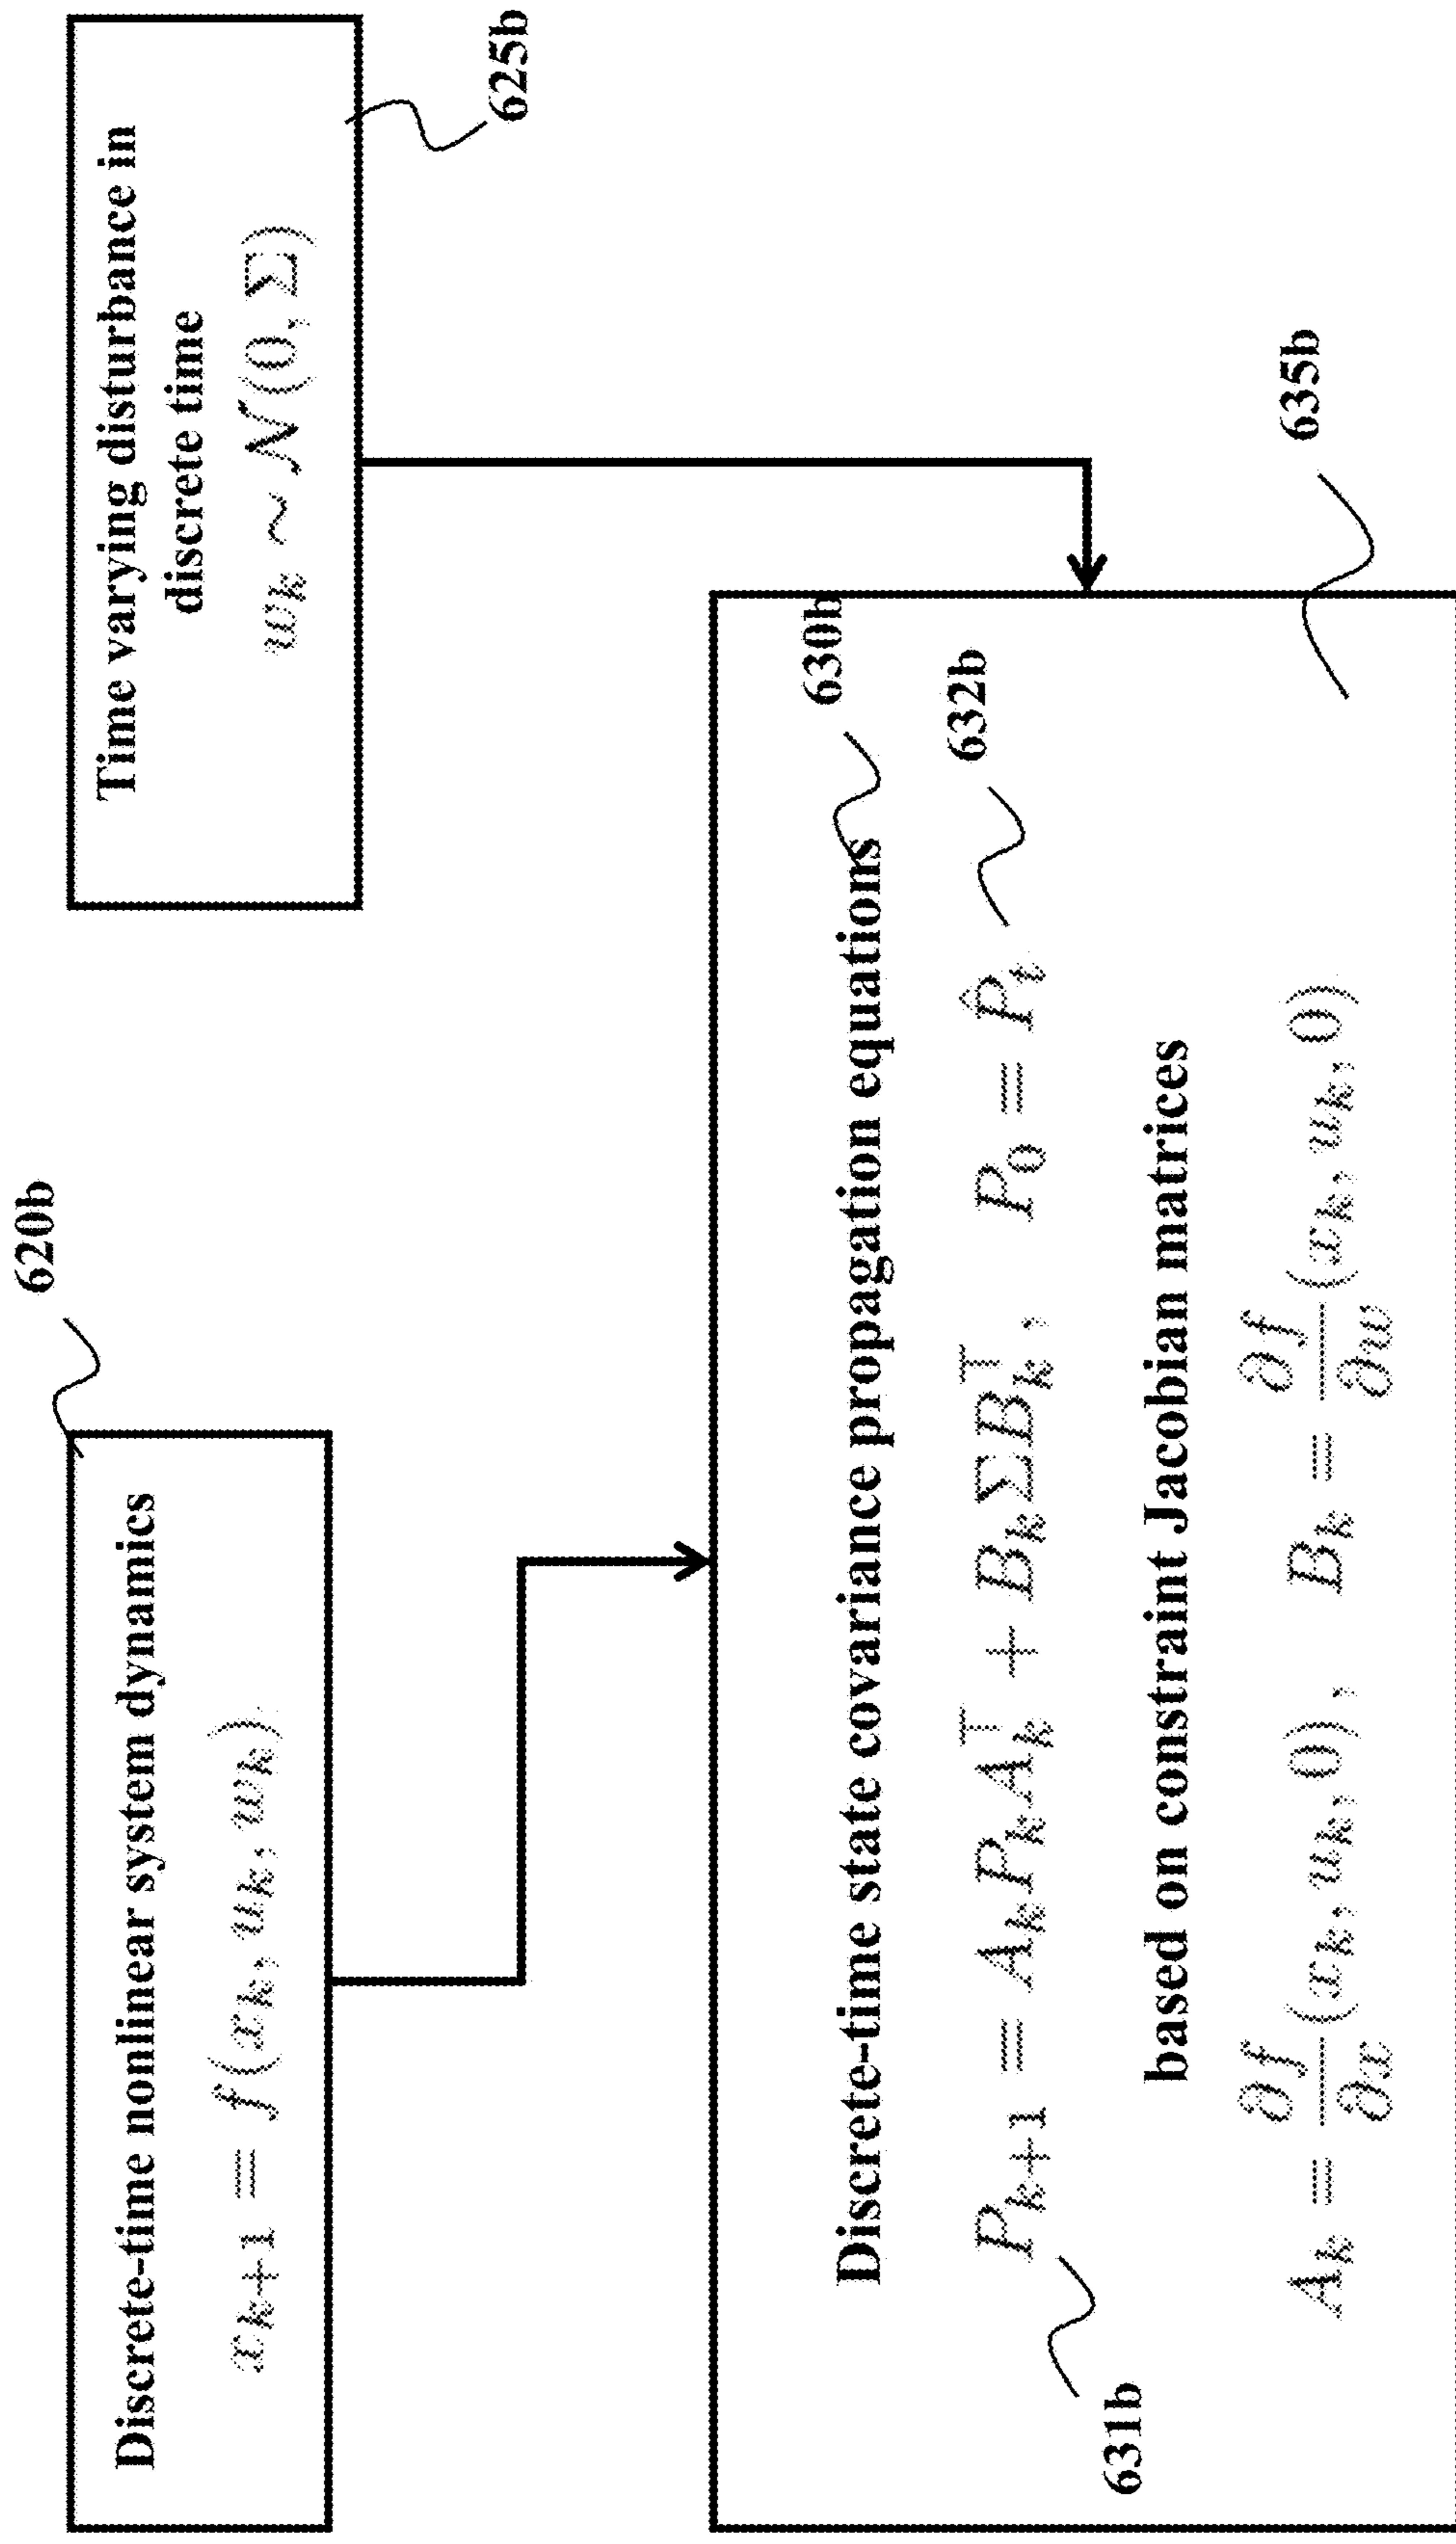 620b
Discrete-time nonlinear system dynamics
x_{k+1} = f(x_k, u_k, w_k)
Time varying disturbance in
discrete time
w_k ~ N(0, Σ)
625b
630b
Discrete-time state covariance propagation equations
632b
P_{k+1} = A_k P_k A_k^⊤ + B_k Σ B_k^⊤, P_0 = P̂_t
631b
based on constraint Jacobian matrices
635b
A_k = ∂f/∂x (x_k, u_k, 0), B_k = ∂f/∂w (x_k, u_k, 0)